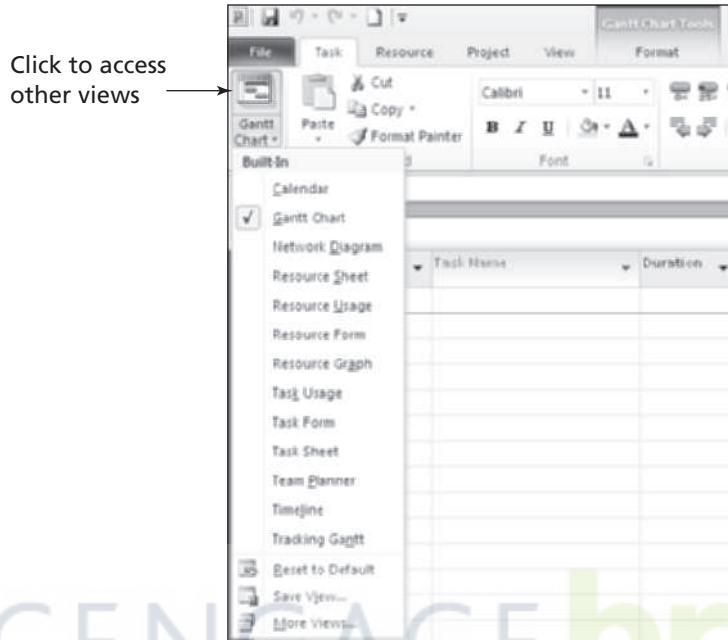 Click to access
other views
Gantt Chart Tools
File Task Resource Project View Format
Cut
Copy
Format Painter
Paste
Gantt
Chart
Calibri 11
B I U A
Font
Built-In
Calendar
Gantt Chart
Network Diagram
Resource Sheet
Resource Usage
Resource Form
Resource Graph
Task Usage
Task Form
Task Sheet
Team Planner
Timeline
Tracking Gantt
Reset to Default
Save View...
More Views...
Task Name Duration
CENGAGE br